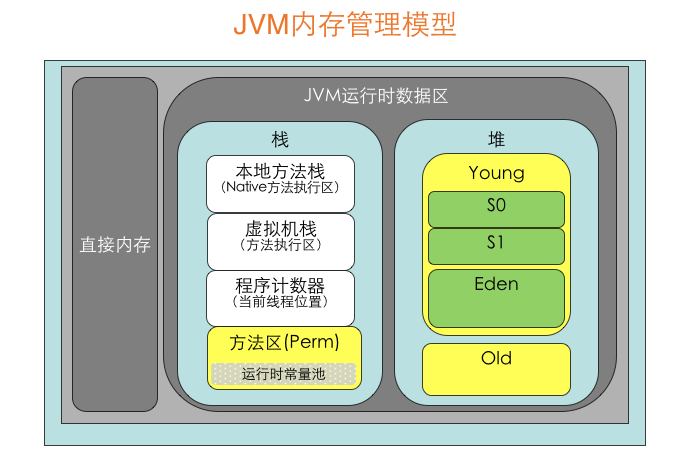 JVM内存管理模型
JVM运行时数据区
直接内存
栈
本地方法栈
（Native方法执行区）
虚拟机栈
（方法执行区）
程序计数器
（当前线程位置）
方法区(Perm)
运行时常量池
堆
Young
S0
S1
Eden
Old